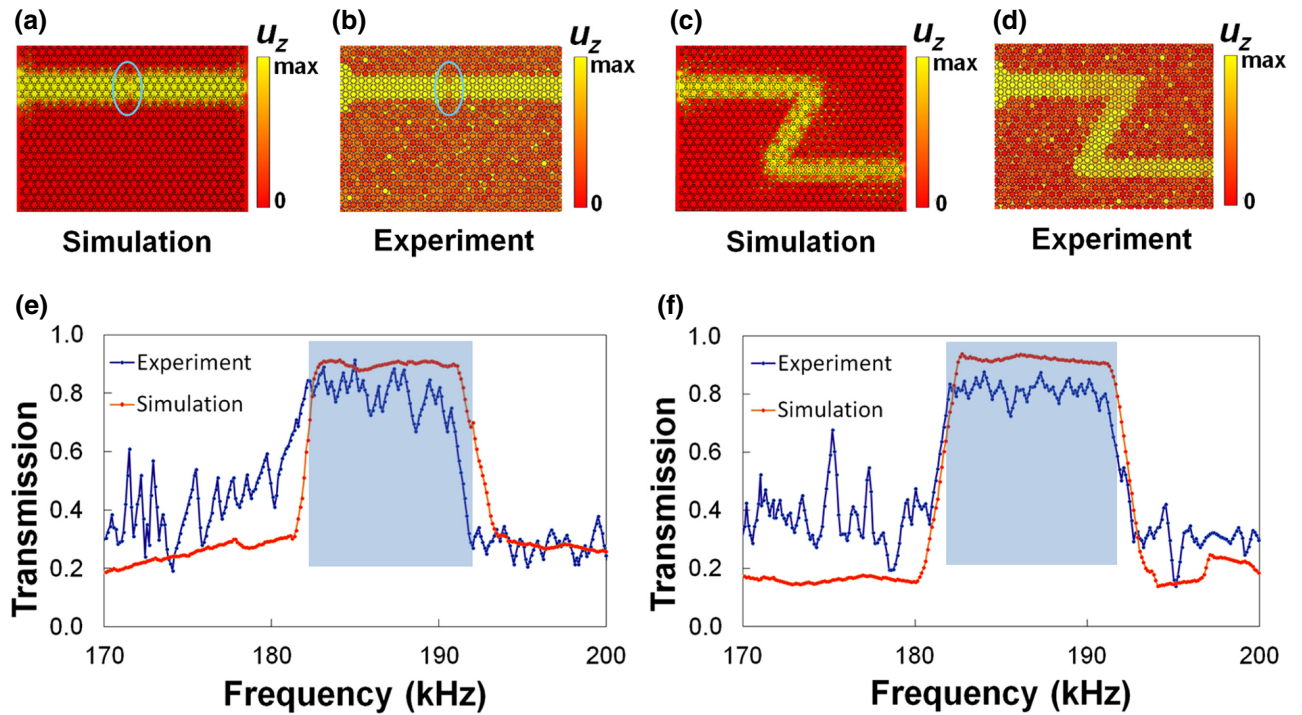 (a)
u_z
max
0
Simulation
(b)
u_z
max
0
Experiment
(c)
u_z
max
0
Simulation
(d)
u_z
max
0
Experiment
(e)
Transmission
1.0
0.8
0.6
0.4
0.2
0.0
Experiment
Simulation
170
180
190
200
Frequency (kHz)
(f)
Transmission
1.0
0.8
0.6
0.4
0.2
0.0
Experiment
Simulation
170
180
190
200
Frequency (kHz)